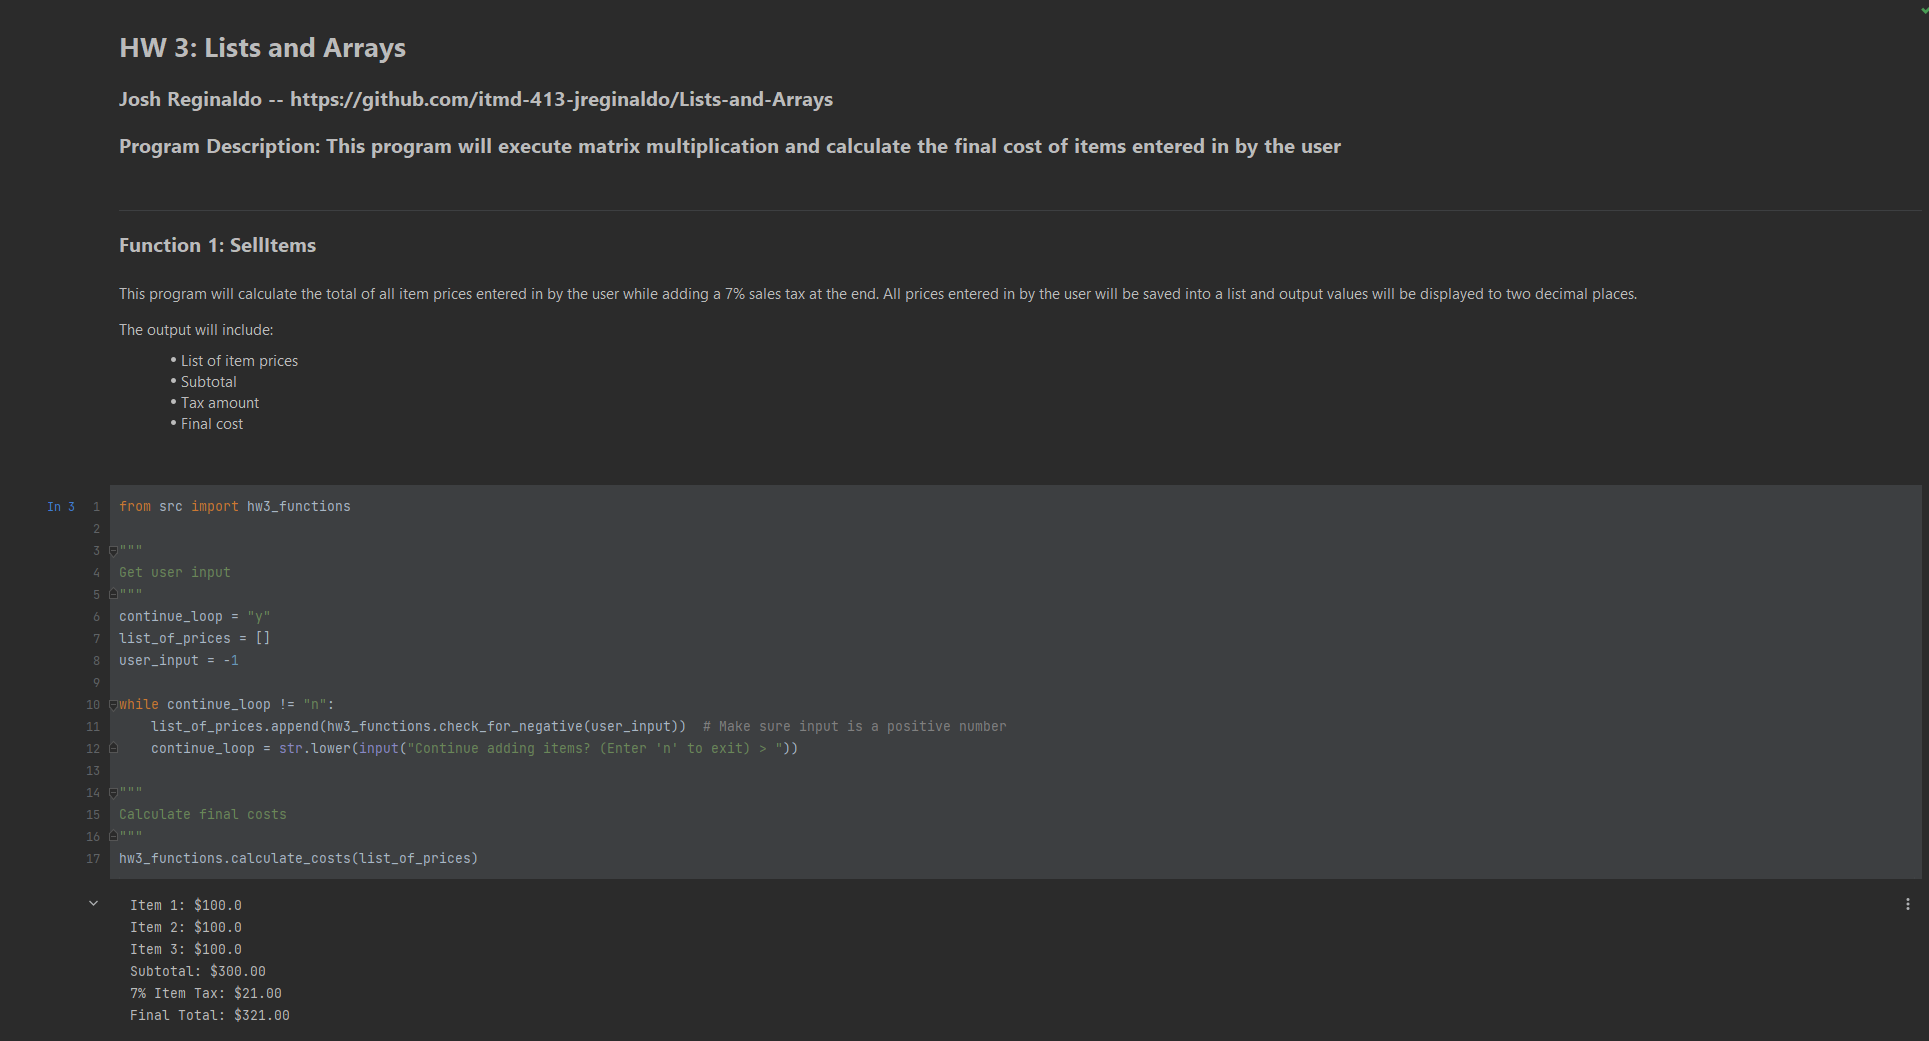 HW 3: Lists and Arrays
Josh Reginaldo -- https://github.com/itmd-413-jreginaldo/Lists-and-Arrays
Program Description: This program will execute matrix multiplication and calculate the final cost of items entered in by the user
Function 1: SellItems
This program will calculate the total of all item prices entered in by the user while adding a 7% sales tax at the end. All prices entered in by the user will be saved into a list and output values will be displayed to two decimal places.
The output will include:
• List of item prices
• Subtotal
• Tax amount
• Final cost
In 3 1 from src import hw3_functions
2
3 """
4 Get user input
5 """
6 continue_loop = "y"
7 list_of_prices = []
8 user_input = -1
9
10 while continue_loop != "n":
11     list_of_prices.append(hw3_functions.check_for_negative(user_input))  # Make sure input is a positive number
12     continue_loop = str.lower(input("Continue adding items? (Enter 'n' to exit) > "))
13
14 """
15 Calculate final costs
16 """
17 hw3_functions.calculate_costs(list_of_prices)
Item 1: $100.0
Item 2: $100.0
Item 3: $100.0
Subtotal: $300.00
7% Item Tax: $21.00
Final Total: $321.00